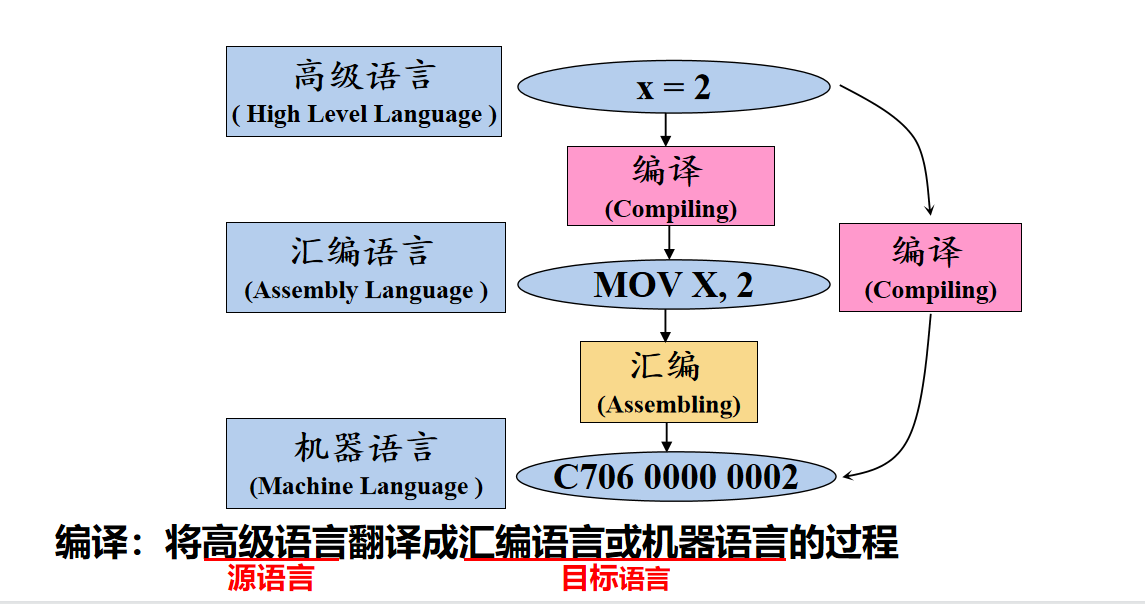 高级语言
( High Level Language )
x = 2
编译
(Compiling)
汇编语言
(Assembly Language )
MOV X, 2
编译
(Compiling)
汇编
(Assembling)
机器语言
(Machine Language )
C706 0000 0002
编译：将高级语言翻译成汇编语言或机器语言的过程
源语言
目标语言